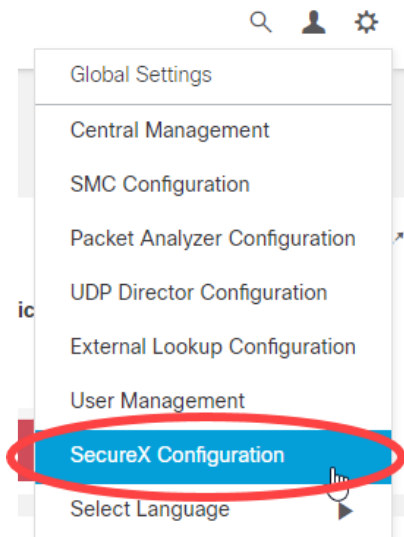 Global Settings
Central Management
SMC Configuration
Packet Analyzer Configuration
UDP Director Configuration
ic
External Lookup Configuration
User Management
SecureX Configuration
Select Language